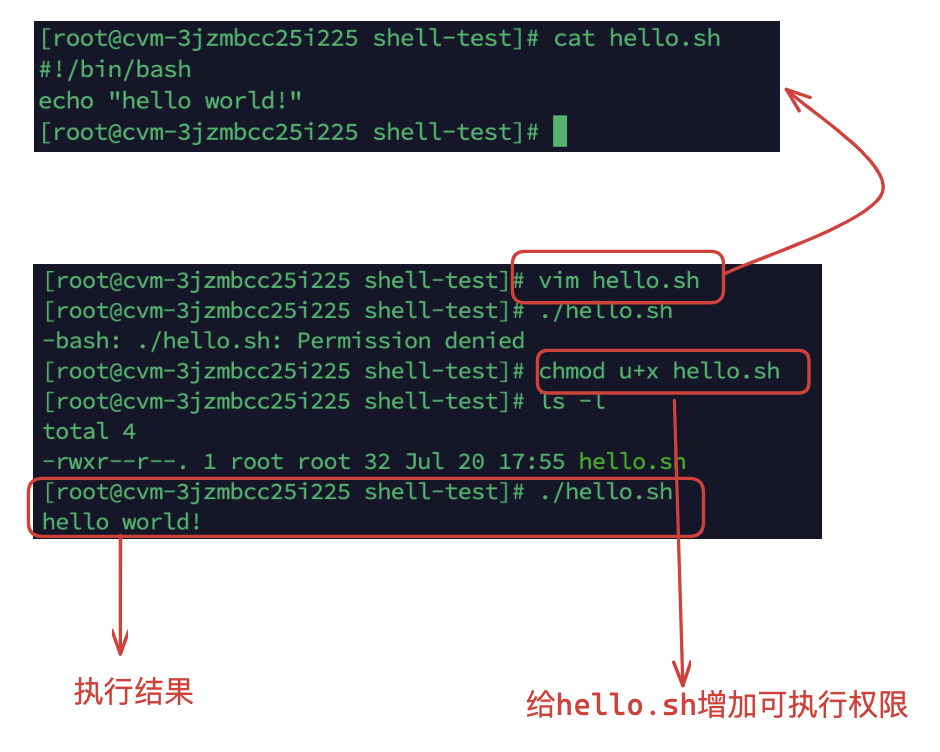 [root@cvm-3jzmbcc25i225 shell-test]# cat hello.sh
#!/bin/bash
echo "hello world!"
[root@cvm-3jzmbcc25i225 shell-test]#
[root@cvm-3jzmbcc25i225 shell-test]# vim hello.sh
[root@cvm-3jzmbcc25i225 shell-test]# ./hello.sh
-bash: ./hello.sh: Permission denied
[root@cvm-3jzmbcc25i225 shell-test]# chmod u+x hello.sh
[root@cvm-3jzmbcc25i225 shell-test]# ls -l
total 4
-rwxr--r--. 1 root root 32 Jul 20 17:55 hello.sh
[root@cvm-3jzmbcc25i225 shell-test]# ./hello.sh
hello world!
执行结果
给hello.sh增加可执行权限